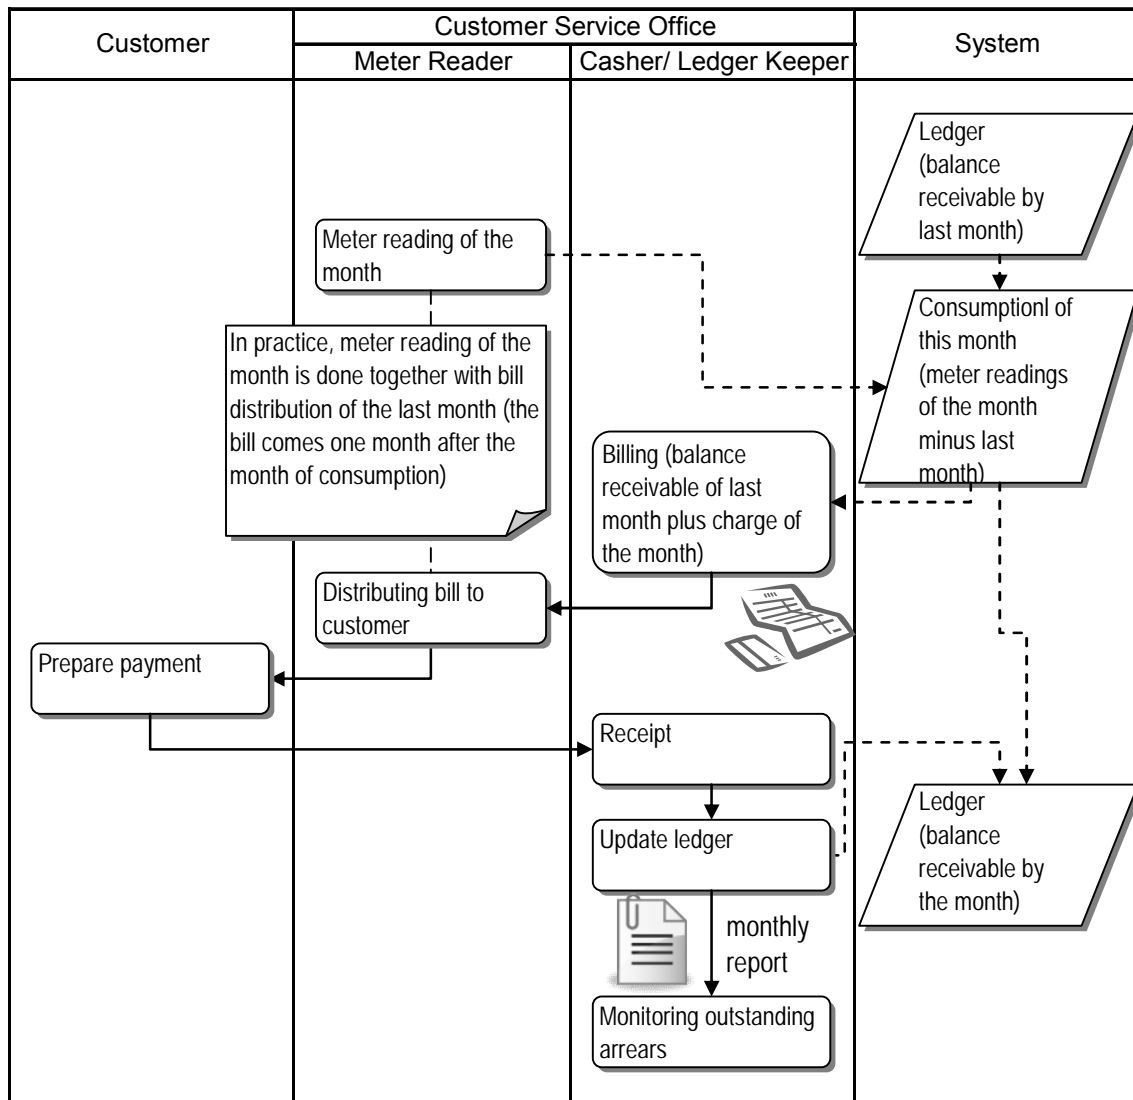 Customer
Customer Service Office
System
Meter Reader
Casher/ Ledger Keeper
Ledger
(balance
receivable by
last month)
Meter reading of the
month
Consumptionl of
this month
(meter readings
of the month
minus last
month)
In practice, meter reading of the
month is done together with bill
distribution of the last month (the
bill comes one month after the
month of consumption)
Billing (balance
receivable of last
month plus charge of
the month)
Distributing bill to
customer
Prepare payment
Receipt
Update ledger
Ledger
(balance
receivable by
the month)
monthly
report
Monitoring outstanding
arrears